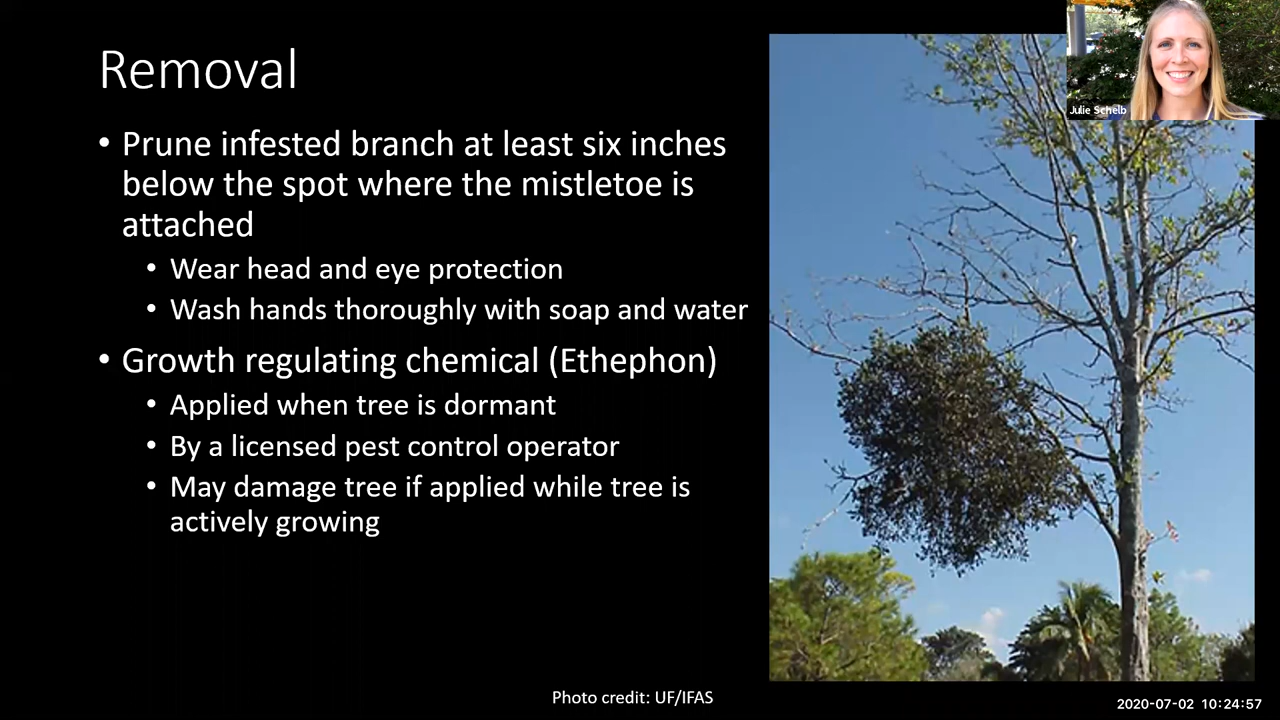 Removal
Julie Schelb
• Prune infested branch at least six inches
below the spot where the mistletoe is
attached
• Wear head and eye protection
• Wash hands thoroughly with soap and water
• Growth regulating chemical (Ethephon)
• Applied when tree is dormant
• By a licensed pest control operator
• May damage tree if applied while tree is
actively growing
Photo credit: UF/IFAS
2020-07-02 10:24:57